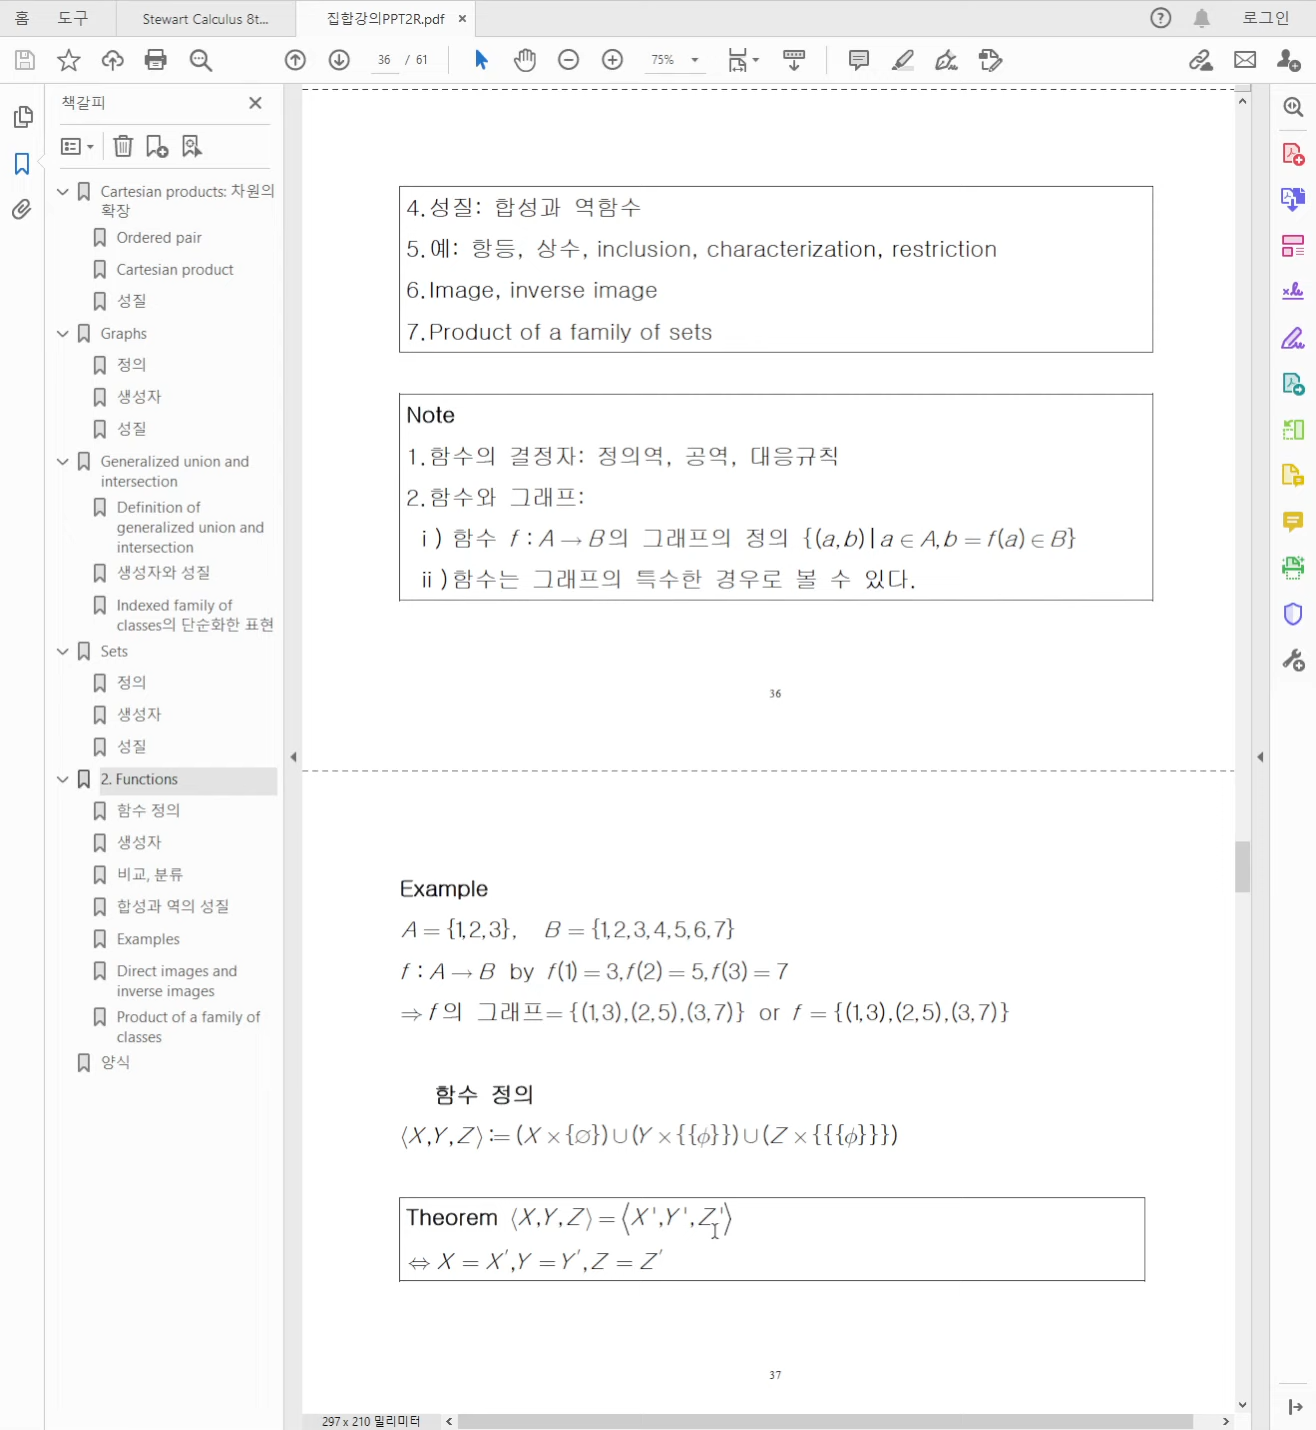 홈 도구 Stewart Calculus 8t... 집합강의PPT2R.pdf × 로그인
36 / 61 75%
책갈피
Cartesian products: 차원의
확장
Ordered pair
Cartesian product
성질
Graphs
정의
생성자
성질
Generalized union and
intersection
Definition of
generalized union and
intersection
생성자와 성질
Indexed family of
classes의 단순화한 표현
Sets
정의
생성자
성질
2. Functions
함수 정의
생성자
비교, 분류
합성과 역의 성질
Examples
Direct images and
inverse images
Product of a family of
classes
양식
4.성질: 합성과 역함수
5.예: 항등, 상수, inclusion, characterization, restriction
6.Image, inverse image
7.Product of a family of sets
Note
1.함수의 결정자: 정의역, 공역, 대응규칙
2.함수와 그래프:
ⅰ) 함수 f : A → B의 그래프의 정의 {(a,b) | a ∈ A, b = f(a) ∈ B}
ⅱ)함수는 그래프의 특수한 경우로 볼 수 있다.
36
Example
A = {1,2,3}, B = {1,2,3,4,5,6,7}
f : A → B by f(1) = 3, f(2) = 5, f(3) = 7
⇒ f의 그래프= {(1,3),(2,5),(3,7)} or f = {(1,3),(2,5),(3,7)}
함수 정의
⟨X,Y,Z⟩ := (X × {∅}) ∪ (Y × {{ϕ}}) ∪ (Z × {{{ϕ}}})
Theorem ⟨X,Y,Z⟩ = ⟨X',Y',Z'⟩
⇔ X = X′, Y = Y′, Z = Z′
37
297 x 210 밀리미터